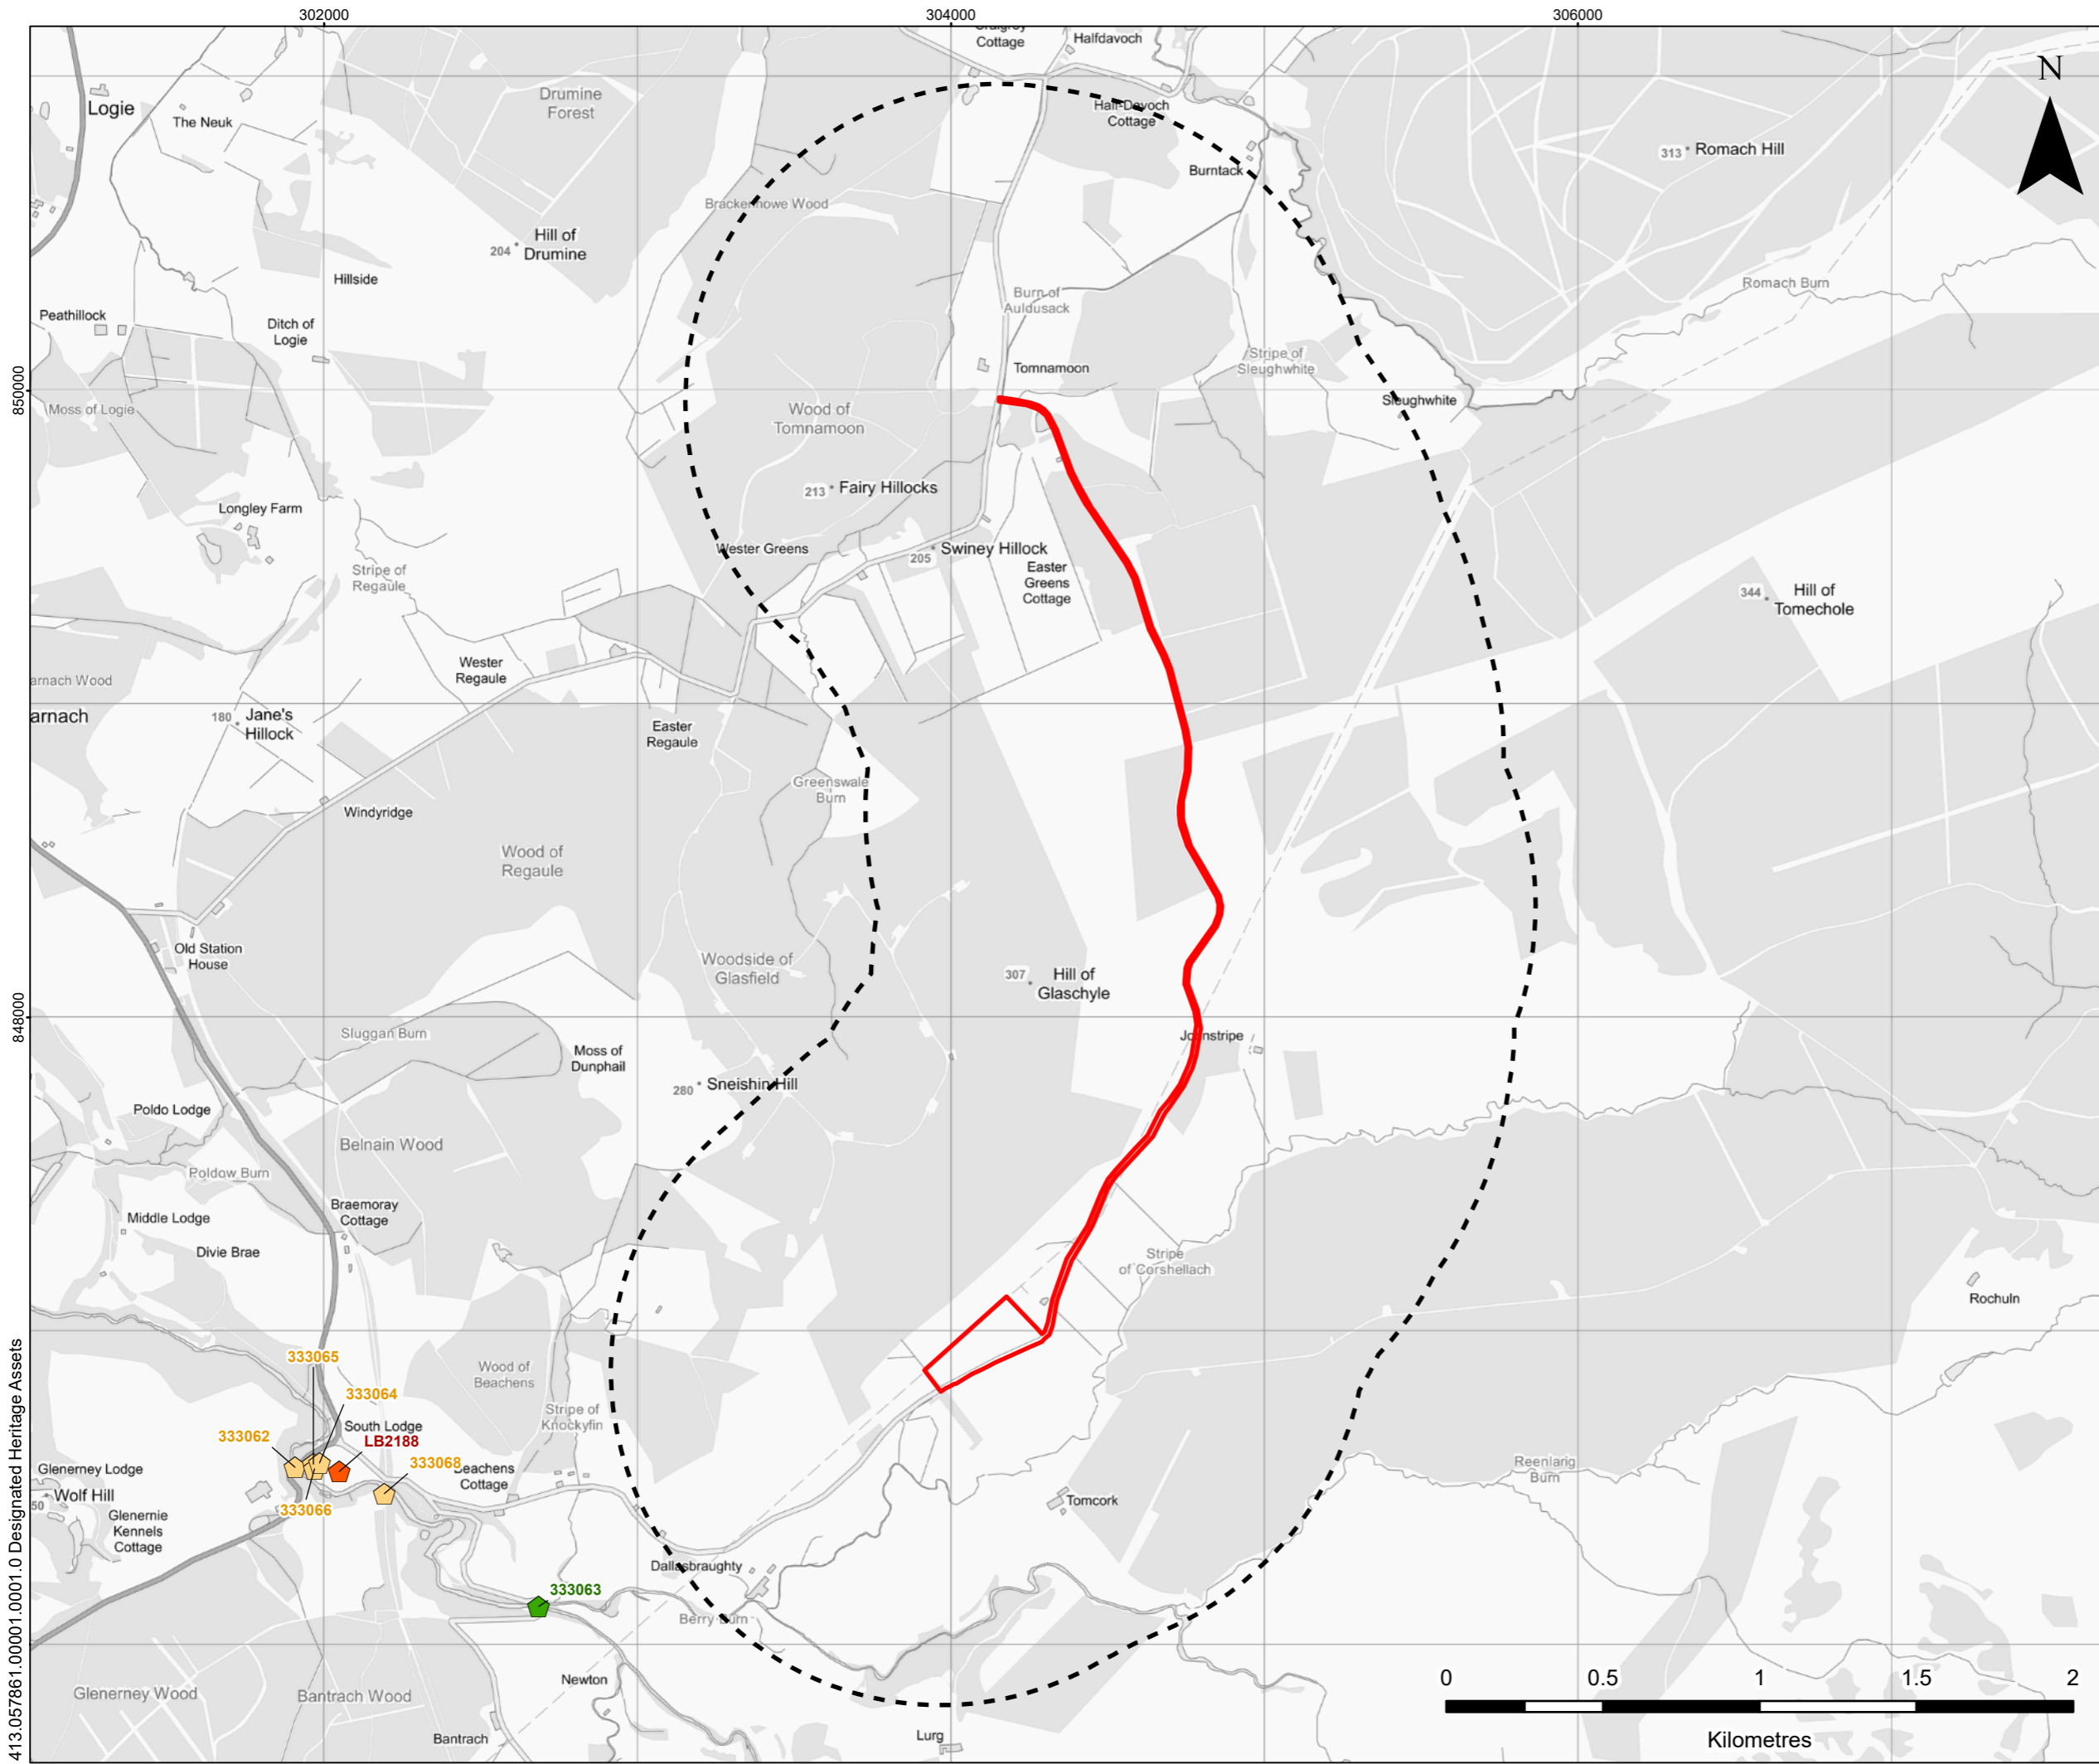 302000
304000
306000
Cottage
Halfdavoch
N
Logie
The Neuk
Drumine
Forest
Half-Davoch
Cottage
Burntack
313
Romach Hill
Brackenhowe Wood
204
Hill of
Drumine
Hillside
Romach Burn
Peathillock
Ditch of
Logie
Burn of
Auldusack
Stripe of
Sleughwhite
Tomnamoon
850000
Moss of Logie
Wood of
Tomnamoon
Sleughwhite
213
Fairy Hillocks
Longley Farm
Wester Greens
205
Swiney Hillock
Easter
Greens
Cottage
Stripe of
Regaule
344
Hill of
Tomechole
Wester
Regaule
arnach Wood
arnach
180
Jane's
Hillock
Easter
Regaule
Greenswale
Burn
Windyridge
Wood of
Regaule
Old Station
House
Woodside of
Glasfield
307
Hill of
Glaschyle
848000
Sluggan Burn
Johnstripe
Moss of
Dunphail
280
Sneishin Hill
Poldo Lodge
Belnain Wood
Poldow Burn
Braemoray
Cottage
Middle Lodge
Divie Brae
Stripe
of Corshellach
Rochuln
333065
Wood of
Beachens
333064
Stripe of
Knockyfin
South Lodge
333062
LB2188
333068
Beachens
Cottage
Glenerney Lodge
Wolf Hill
50
333066
Glenernie
Kennels
Cottage
Reenlarig
Burn
Tomcork
Dallasbraughty
333063
Berry Burn
Newton
Glenerney Wood
Bantrach Wood
Bantrach
Lurg
0
0.5
1
1.5
2
Kilometres
413.057861.00001.0001.0 Designated Heritage Assets